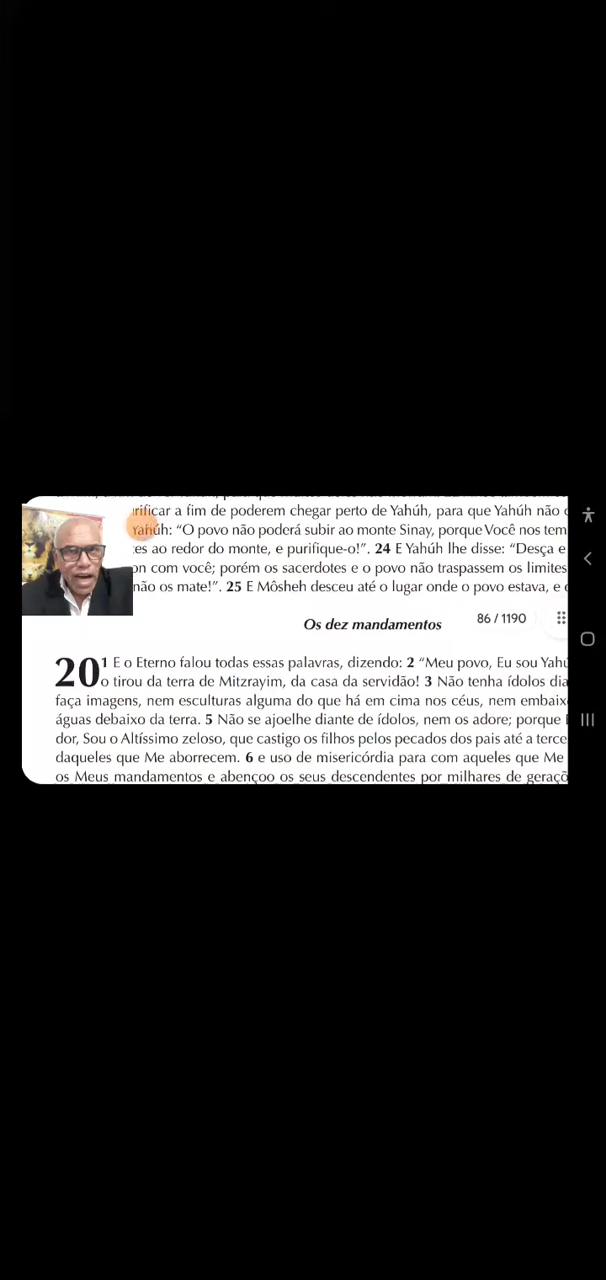 rificar a fim de poderem chegar perto de Yahúh, para que Yahúh não
Yahúh: “O povo não poderá subir ao monte Sinay, porque Você nos tem
es ao redor do monte, e purifique-o!”. 24 E Yahúh lhe disse: “Desça e
on com você; porém os sacerdotes e o povo não traspassem os limites
não os mate!”. 25 E Môsheh desceu até o lugar onde o povo estava, e
Os dez mandamentos
86 / 1190
20 1 E o Eterno falou todas essas palavras, dizendo: 2 “Meu povo, Eu sou Yahú
o tirou da terra de Mitzrayim, da casa da servidão! 3 Não tenha ídolos dia
faça imagens, nem esculturas alguma do que há em cima nos céus, nem embaix
águas debaixo da terra. 5 Não se ajoelhe diante de ídolos, nem os adore; porque
dor, Sou o Altíssimo zeloso, que castigo os filhos pelos pecados dos pais até a terce
daqueles que Me aborrecem. 6 e uso de misericórdia para com aqueles que Me
os Meus mandamentos e abençoo os seus descendentes por milhares de geraçõ